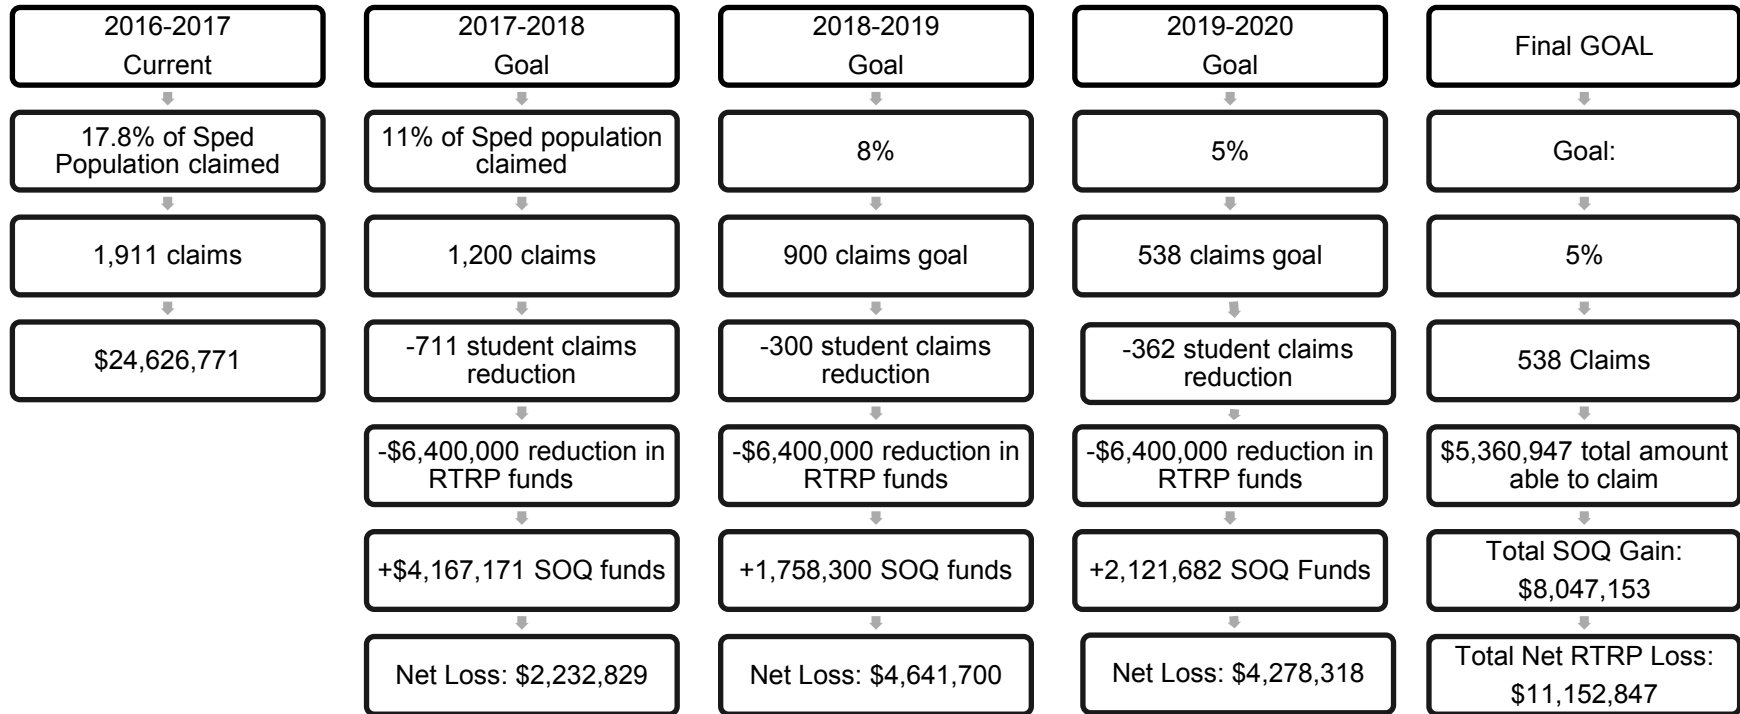 2016-2017
Current
17.8% of Sped
Population claimed
1,911 claims
$24,626,771
2017-2018
Goal
11% of Sped population
claimed
1,200 claims
-711 student claims
reduction
-$6,400,000 reduction in
RTRP funds
+$4,167,171 SOQ funds
Net Loss: $2,232,829
2018-2019
Goal
8%
900 claims goal
-300 student claims
reduction
-$6,400,000 reduction in
RTRP funds
+1,758,300 SOQ funds
Net Loss: $4,641,700
2019-2020
Goal
5%
538 claims goal
-362 student claims
reduction
-$6,400,000 reduction in
RTRP funds
+2,121,682 SOQ Funds
Net Loss: $4,278,318
Final GOAL
Goal:
5%
538 Claims
$5,360,947 total amount
able to claim
Total SOQ Gain:
$8,047,153
Total Net RTRP Loss:
$11,152,847